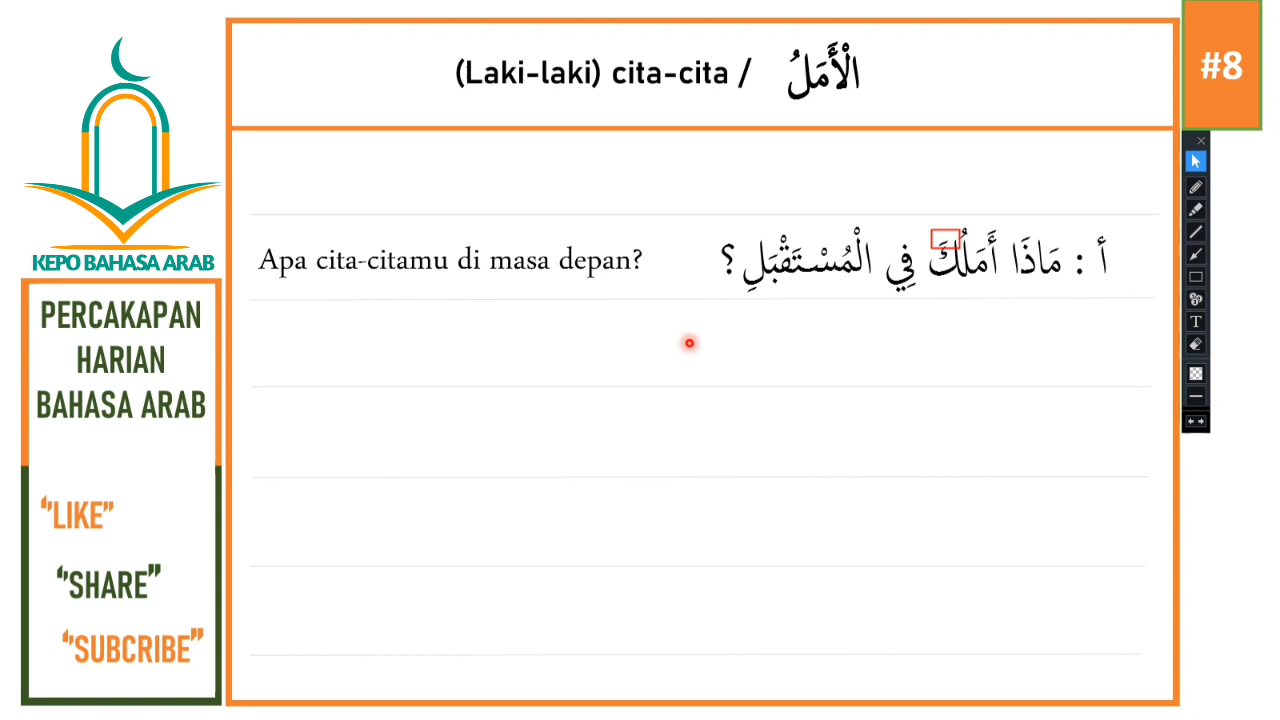 (Laki-laki) cita-cita / الْأَمَلُ
#8
KEPO BAHASA ARAB
PERCAKAPAN
HARIAN
BAHASA ARAB
“LIKE”
“SHARE”
“SUBCRIBE”
أ : مَاذَا أَمَلُكَ فِي الْمُسْتَقْبَلِ ؟
Apa cita-citamu di masa depan?